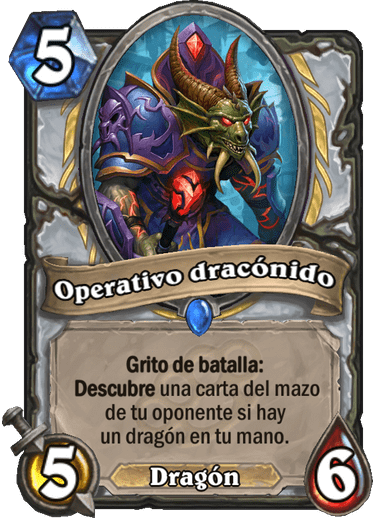 5
Operativo dracónido
Grito de batalla:
Descubre una carta del mazo
de tu oponente si hay
un dragón en tu mano.
5
Dragón
6